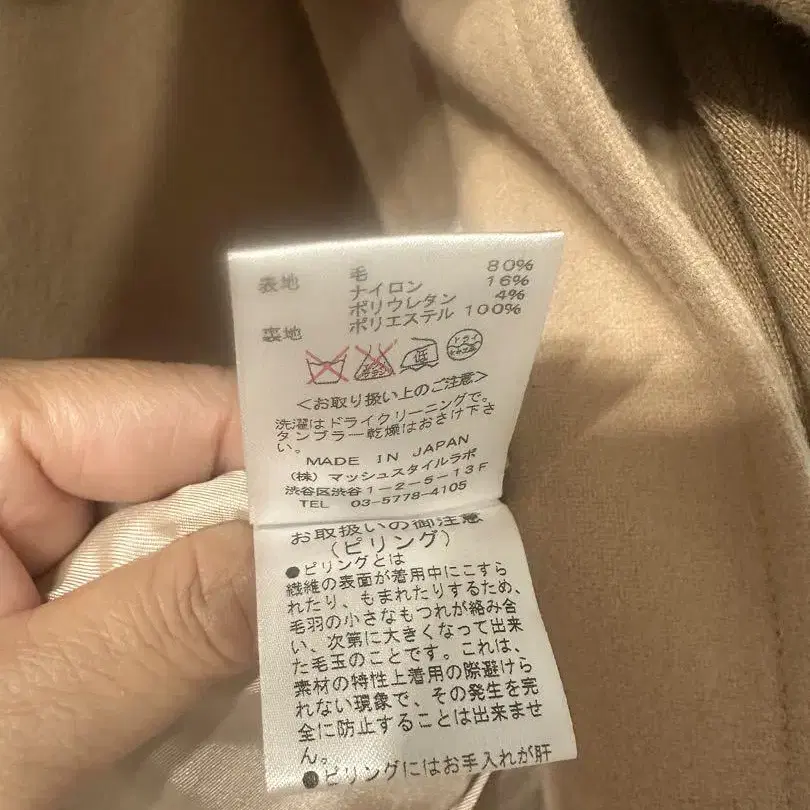 表地 毛 80%
ナイロン 16%
ポリウレタン 4%
裏地 ポリエステル 100%
低 ドライ
<お取り扱い上のご注意>
洗濯はドライクリーニングで。
タンブラー乾燥はおさけ下さ
い。
MADE IN JAPAN
(株) マッシュスタイルラボ
渋谷区渋谷1-2-5-13F
TEL 03-5778-4105
お取扱いの御注意
(ピリング)
●ピリングとは
繊維の表面が着用中にこすら
れたり、もまれたりするため、
毛羽の小さなもつれが絡み合
い、次第に大きくなって出来
た毛玉のことです。これは、
素材の特性上着用の際避けら
れない現象で、その発生を完
全に防止することは出来ませ
ん。
●ピリングにはお手入れが肝